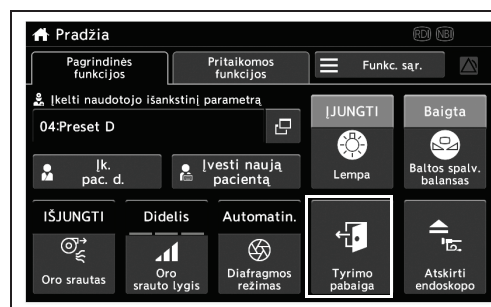 Pradžia
RDI NBI
Pagrindinės
funkcijos
Pritaikomos
funkcijos
Funkc. sąr.
Įkelti naudotojo išankstinį parametrą
04:Preset D
Įk.
pac. d.
Įvesti naują
pacientą
ĮJUNGTI
Lempa
Baigta
Baltos spalv.
balansas
IŠJUNGTI
Oro srautas
Didelis
Oro
srauto lygis
Automatin.
Diafragmos
režimas
Tyrimo
pabaiga
Atskirti
endoskopo